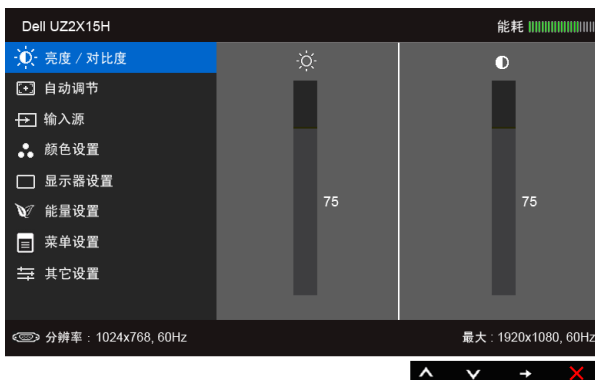 Dell UZ2X15H 能耗
亮度 / 对比度
自动调节
输入源
颜色设置
显示器设置
能量设置
菜单设置
其它设置
75 75
分辨率 : 1024x768, 60Hz 最大 : 1920x1080, 60Hz